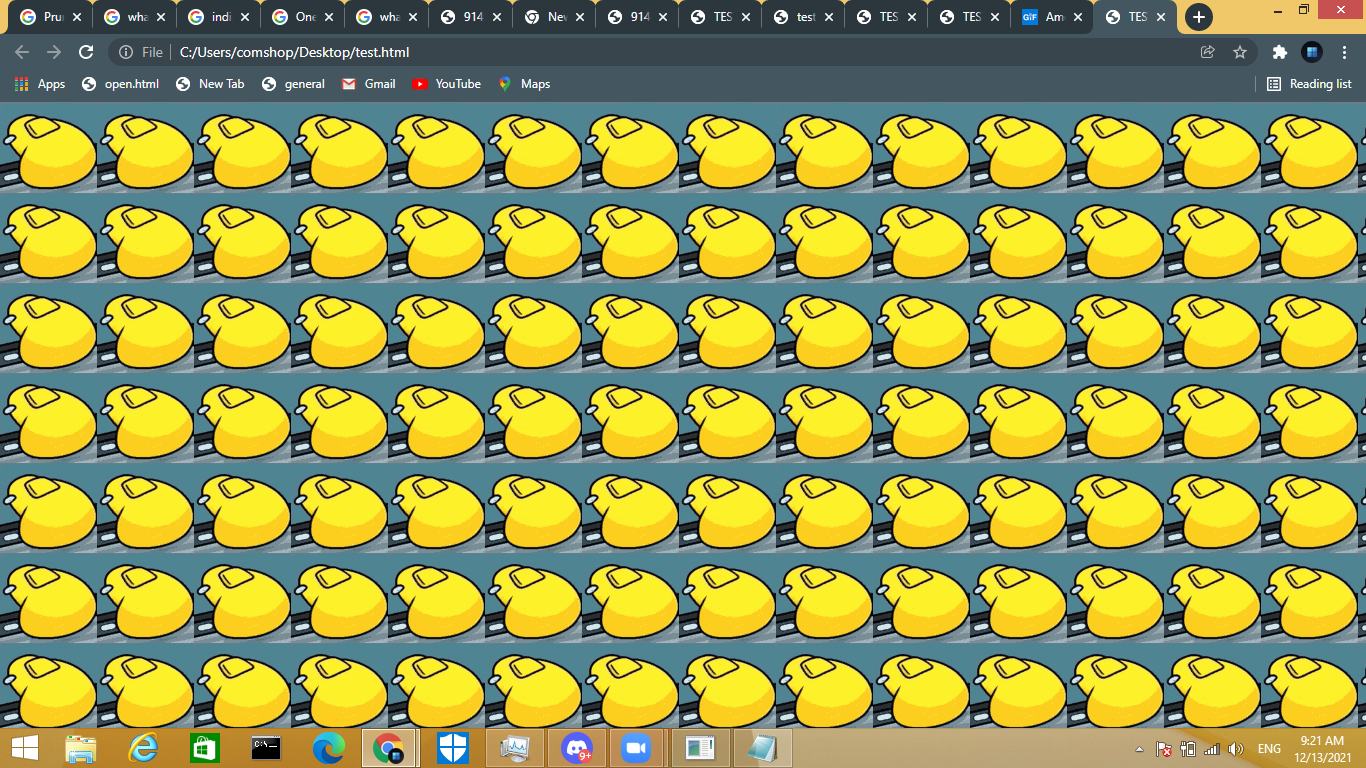 Pru wha indi One wha 914 New 914 TES test TES TES GIF Am TES
File C:/Users/comshop/Desktop/test.html
Apps open.html New Tab general Gmail YouTube Maps Reading list
C:\
9+
ENG
9:21 AM
12/13/2021